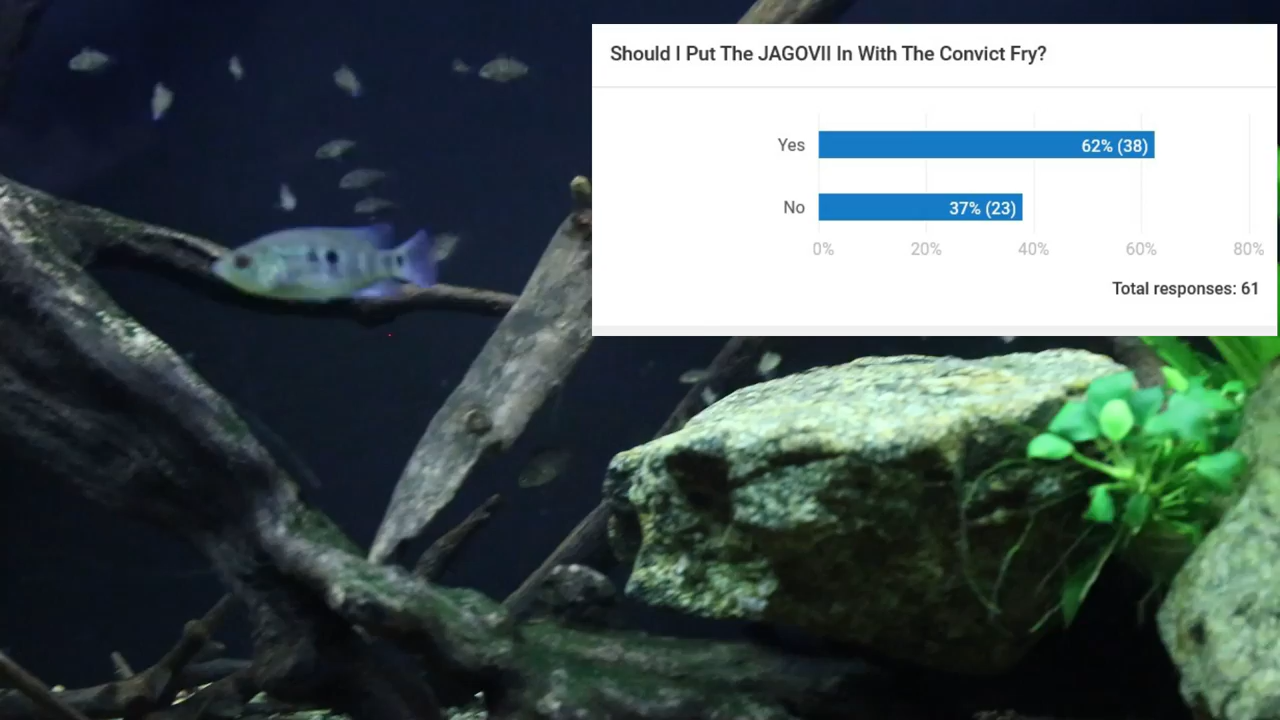 Should I Put The JAGOVII In With The Convict Fry?
Yes
62% (38)
No
37% (23)
0%
20%
40%
60%
80%
Total responses: 61